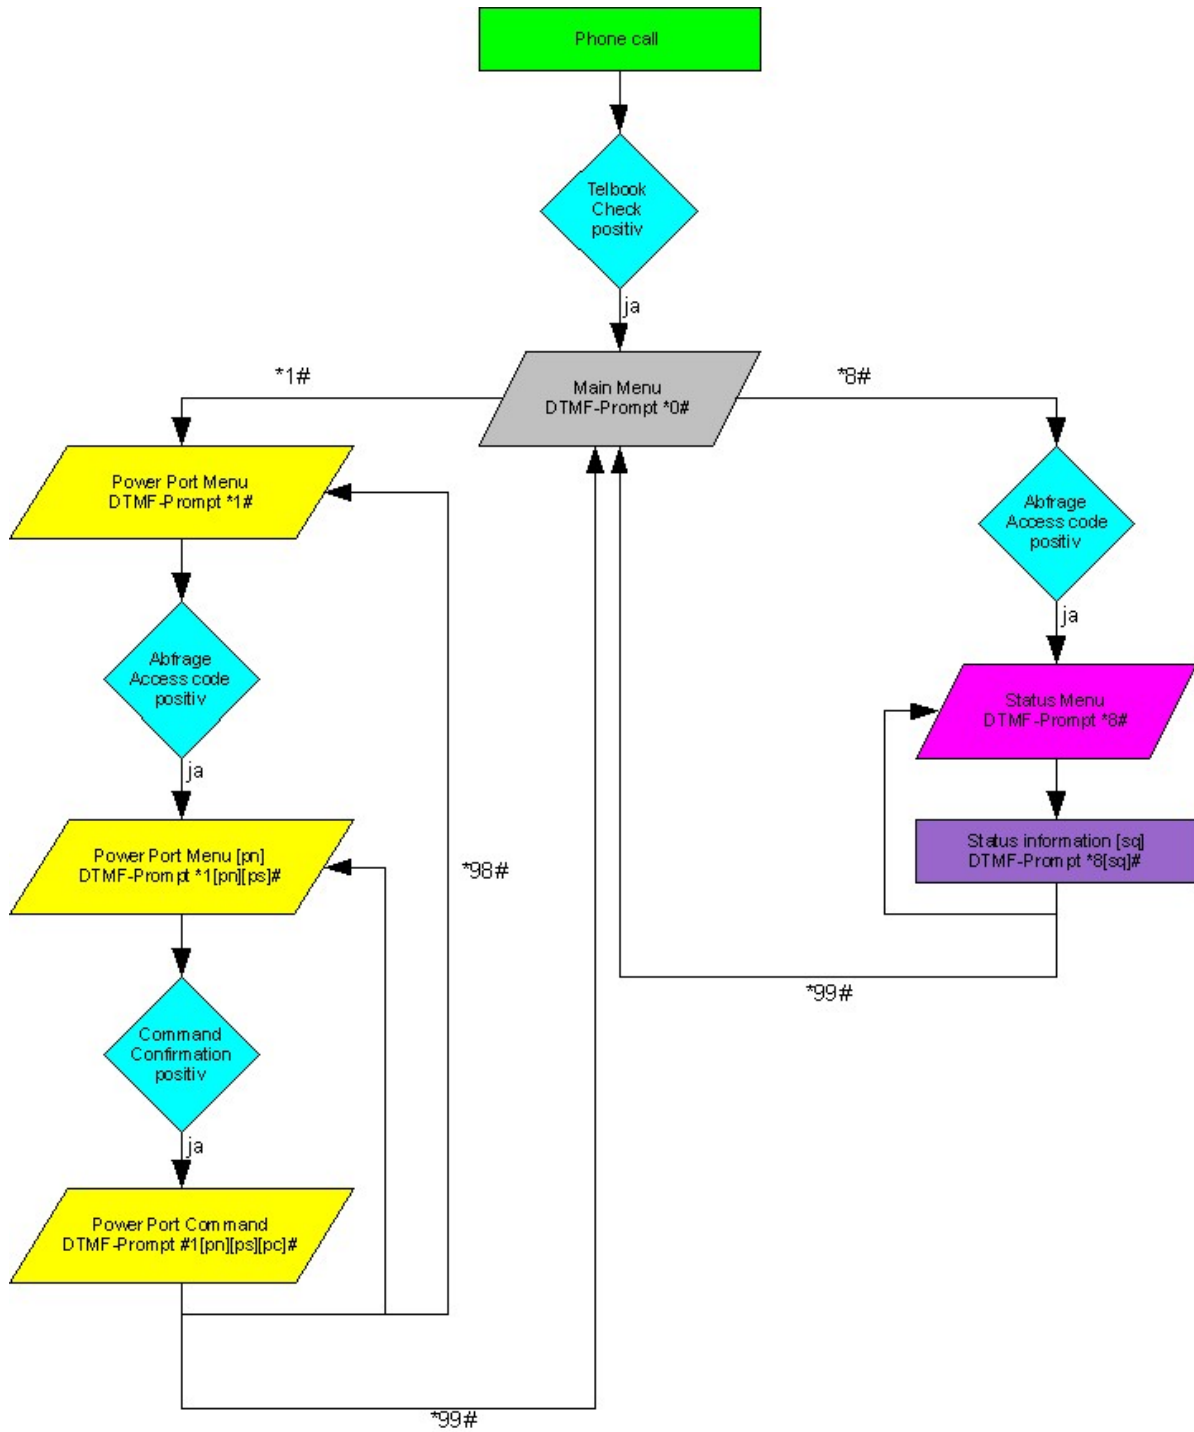 Phone call
Telbook
Check
positiv
ja
Main Menu
DTMF-Prompt *0#
*1#
*8#
Power Port Menu
DTMF-Prompt *1#
Abfrage
Access code
positiv
ja
Abfrage
Access code
positiv
ja
Status Menu
DTMF-Prompt *8#
Power Port Menu [pn]
DTMF-Prompt *1[pn][ps]#
*98#
Status information [sq]
DTMF-Prompt *8[sq]#
*99#
Command
Confirmation
positiv
ja
Power Port Command
DTMF-Prompt #1[pn][ps][pc]#
*99#